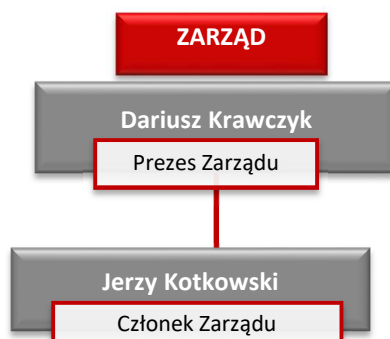 ZARZĄD
Dariusz Krawczyk
Prezes Zarządu
Jerzy Kotkowski
Członek Zarządu